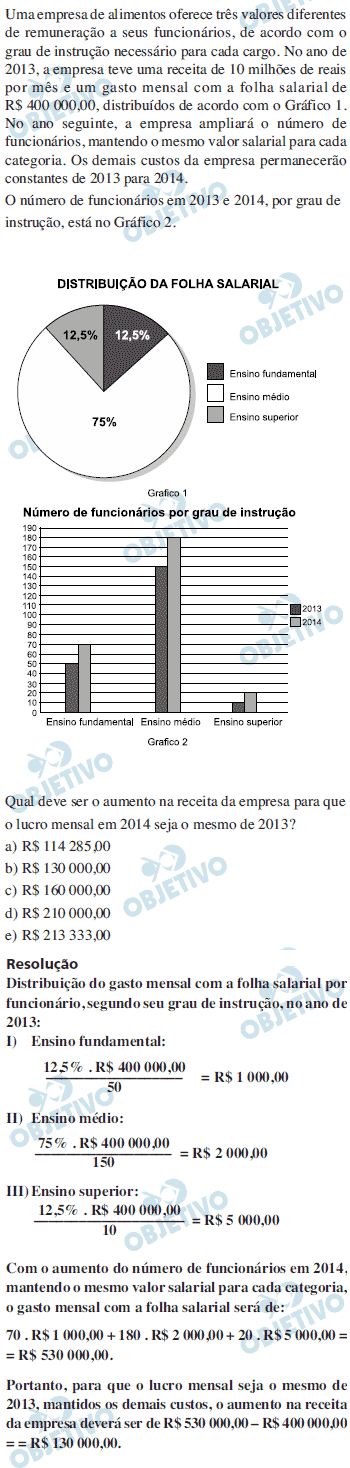 Uma empresa de alimentos oferece três valores diferentes
de remuneração a seus funcionários, de acordo com o
grau de instrução necessário para cada cargo. No ano de
2013, a empresa teve uma receita de 10 milhões de reais
por mês e um gasto mensal com a folha salarial de
R$ 400 000,00, distribuídos de acordo com o Gráfico 1.
No ano seguinte, a empresa ampliará o número de
funcionários, mantendo o mesmo valor salarial para cada
categoria. Os demais custos da empresa permanecerão
constantes de 2013 para 2014.
O número de funcionários em 2013 e 2014, por grau de
instrução, está no Gráfico 2.
DISTRIBUIÇÃO DA FOLHA SALARIAL
12,5% 12,5%
75%
Ensino fundamental
Ensino médio
Ensino superior
Grafico 1
Número de funcionários por grau de instrução
190
180
170
160
150
140
130
120
110
100
90
80
70
60
50
40
30
20
10
0
2013
2014
Ensino fundamental Ensino médio Ensino superior
Grafico 2
Qual deve ser o aumento na receita da empresa para que
o lucro mensal em 2014 seja o mesmo de 2013?
a) R$ 114 285,00
b) R$ 130 000,00
c) R$ 160 000,00
d) R$ 210 000,00
e) R$ 213 333,00
Resolução
Distribuição do gasto mensal com a folha salarial por
funcionário, segundo seu grau de instrução, no ano de
2013:
I) Ensino fundamental:
12,5% . R$ 400 000,00
50
= R$ 1 000,00
II) Ensino médio:
75% . R$ 400 000,00
150
= R$ 2 000,00
III) Ensino superior:
12,5% . R$ 400 000,00
10
= R$ 5 000,00
Com o aumento do número de funcionários em 2014,
mantendo o mesmo valor salarial para cada categoria,
o gasto mensal com a folha salarial será de:
70 . R$ 1 000,00 + 180 . R$ 2 000,00 + 20 . R$ 5 000,00 =
= R$ 530 000,00.
Portanto, para que o lucro mensal seja o mesmo de
2013, mantidos os demais custos, o aumento na receita
da empresa deverá ser de R$ 530 000,00 – R$ 400 000,00
= = R$ 130 000,00.
OBJETIVO
OBJETIVO
OBJETIVO
OBJETIVO
OBJETIVO
OBJETIVO
OBJETIVO
OBJETIVO
OBJETIVO
OBJETIVO
OBJETIVO
OBJETIVO
OBJETIVO
OBJETIVO